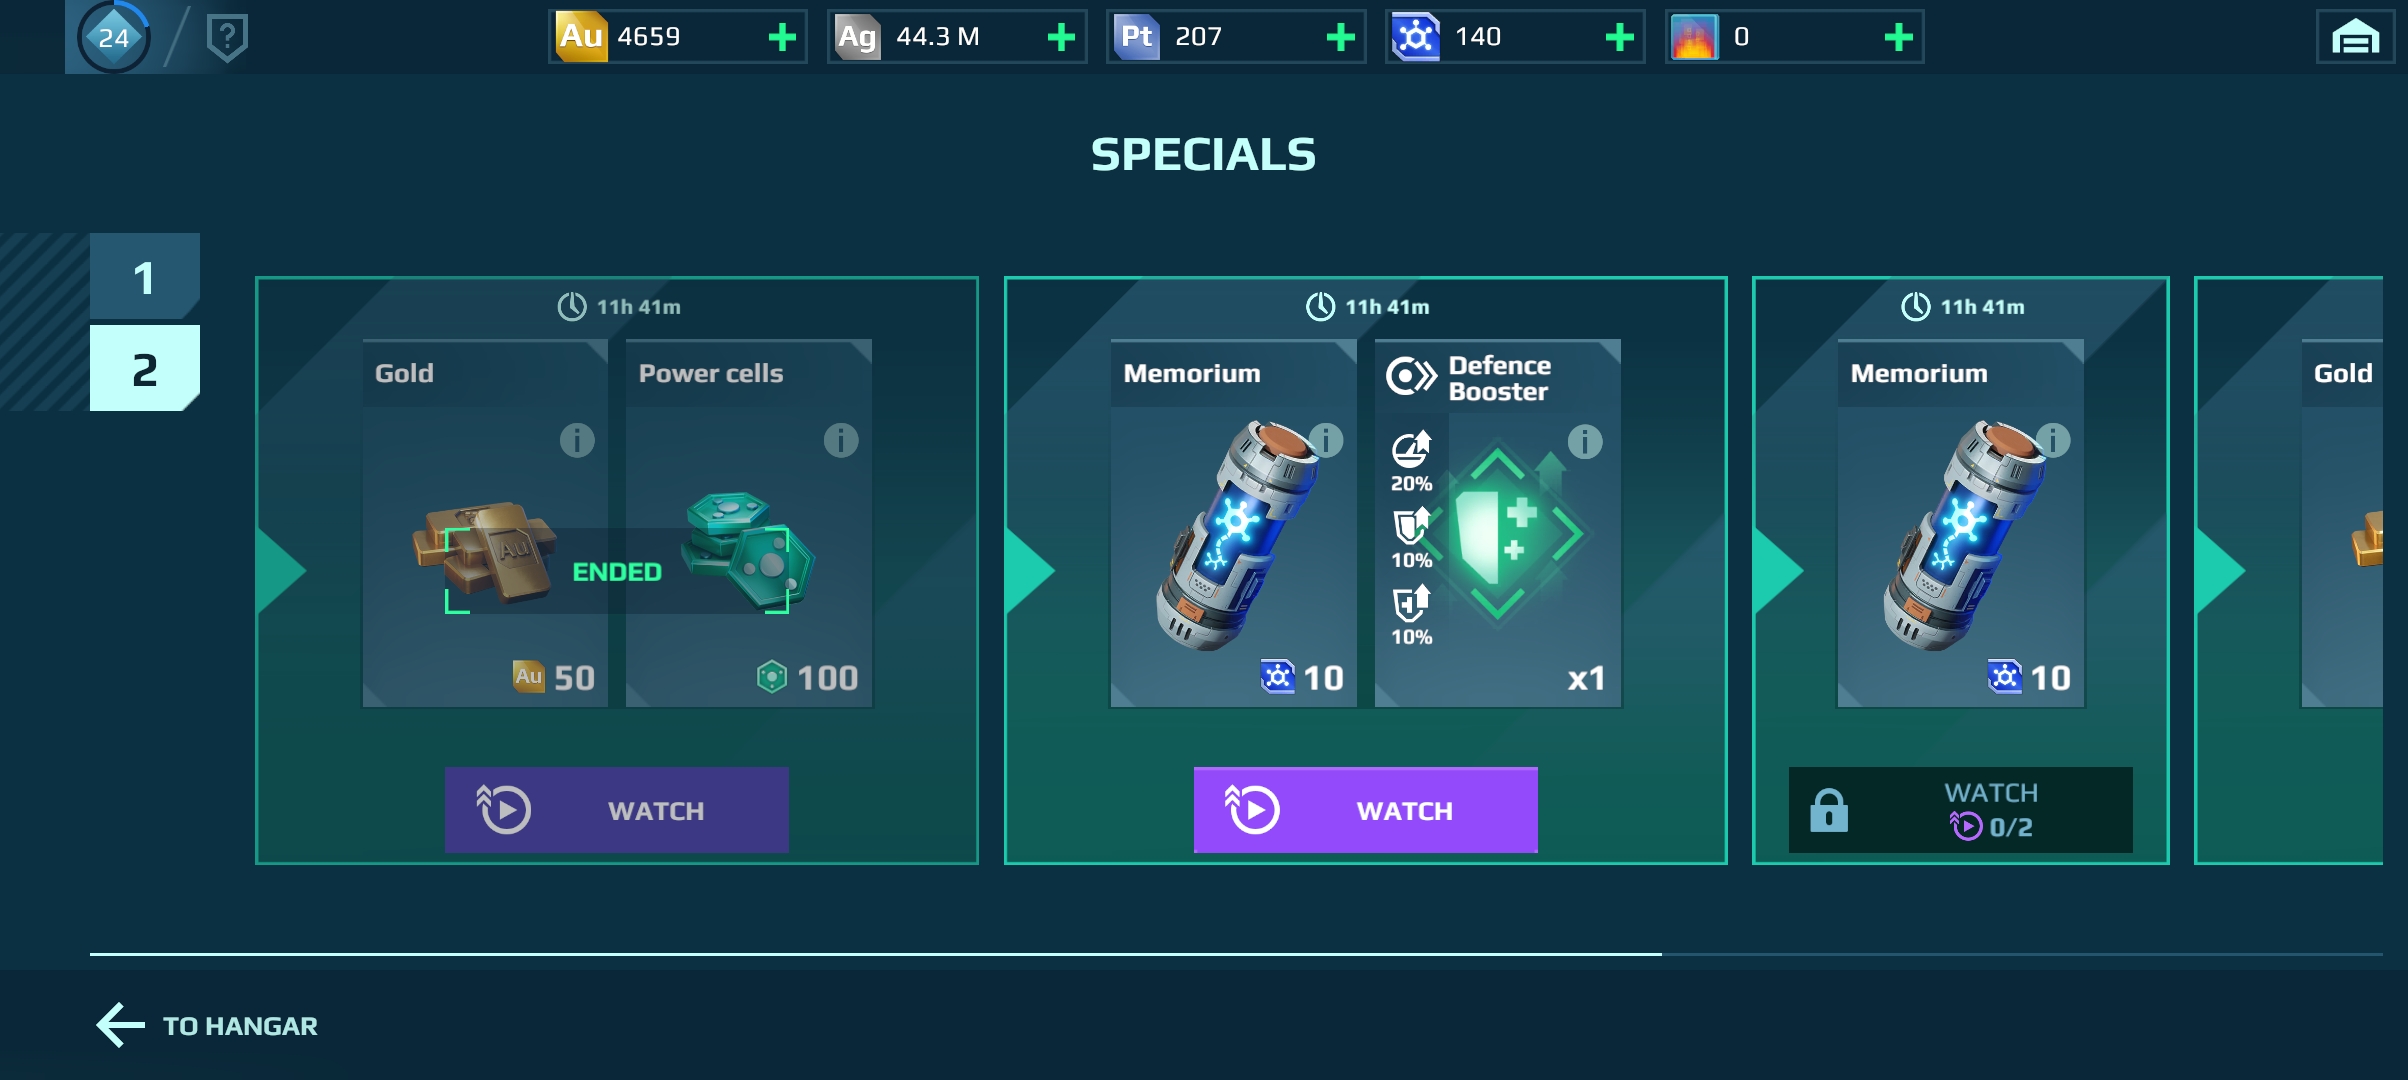 24
?
Au 4659
Ag 44.3 M
Pt 207
140
0
SPECIALS
1
2
11h 41m
Gold
Power cells
Au
ENDED
Au 50
100
WATCH
11h 41m
Memorium
Defence
Booster
20%
10%
10%
10
x1
WATCH
11h 41m
Memorium
10
WATCH
0/2
Gold
TO HANGAR